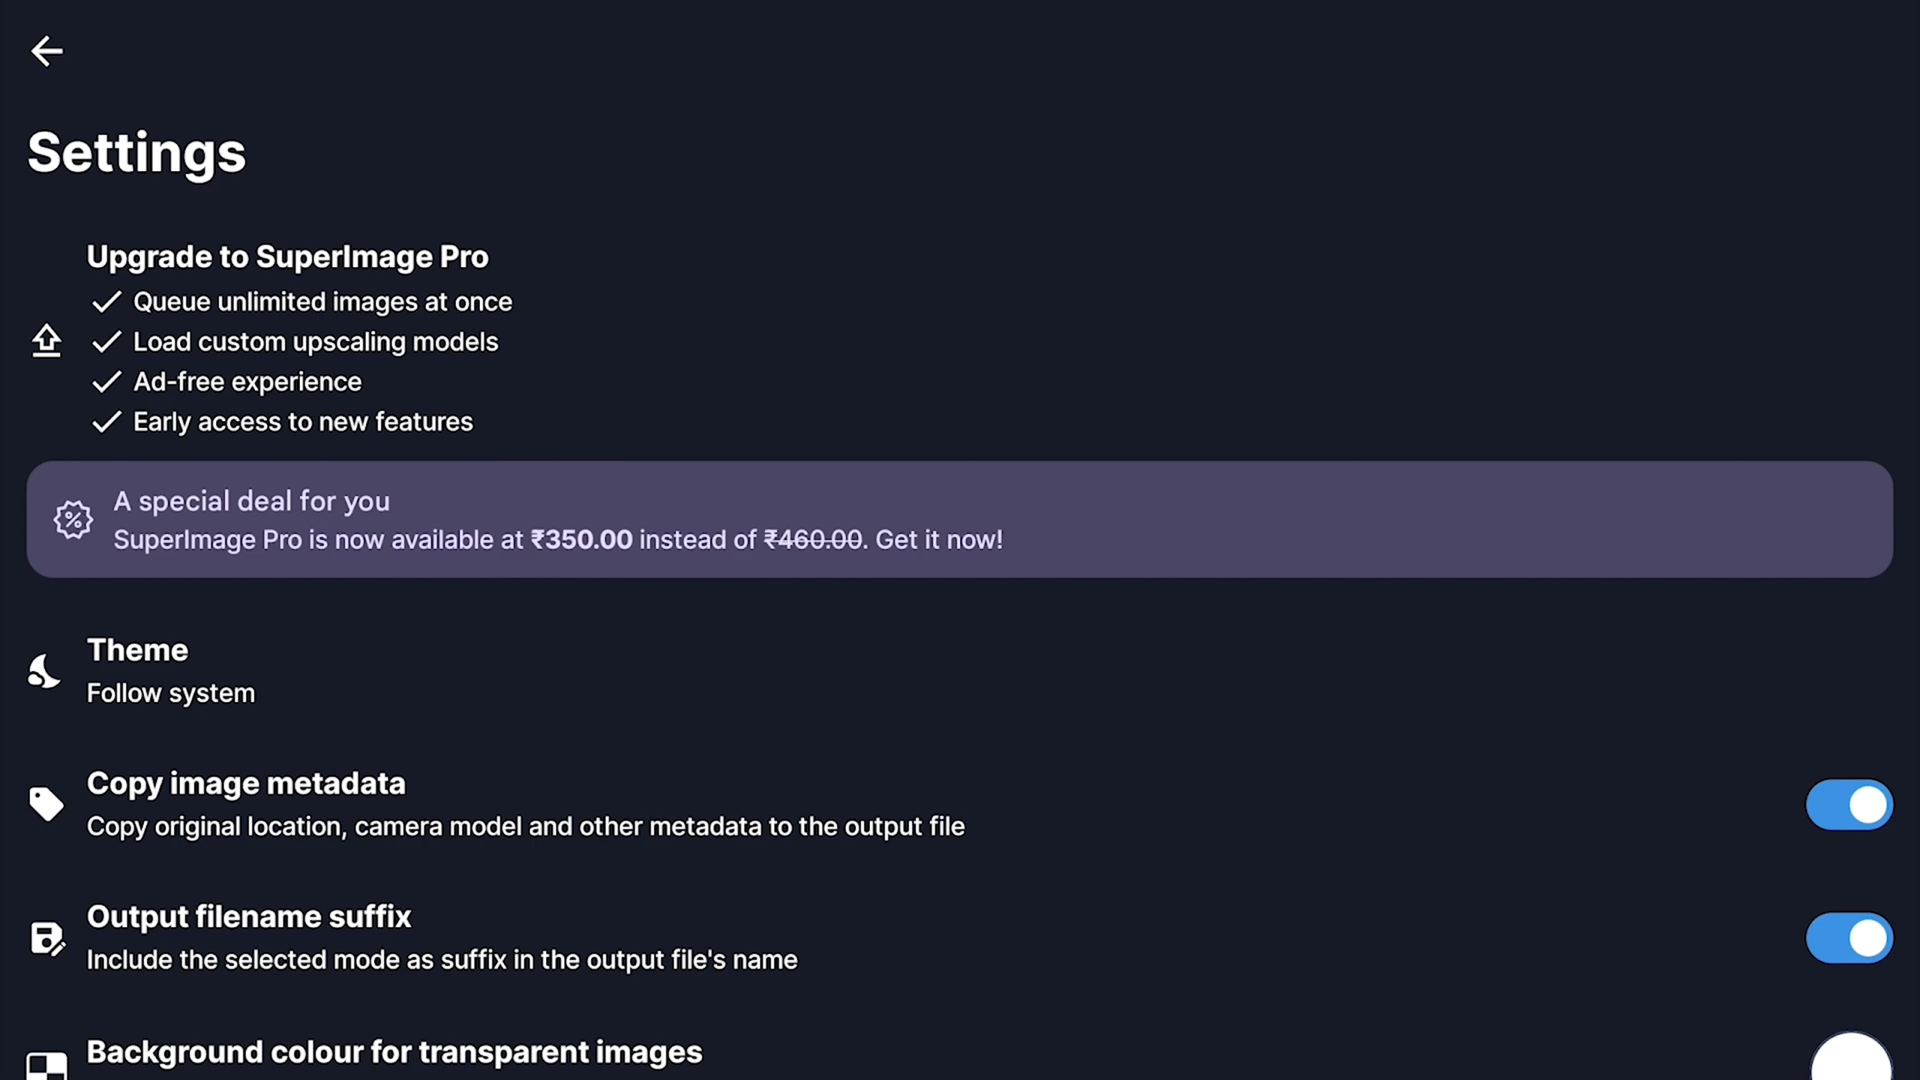 Settings
Upgrade to SuperImage Pro
Queue unlimited images at once
Load custom upscaling models
Ad-free experience
Early access to new features
A special deal for you
SuperImage Pro is now available at ₹350.00 instead of ₹460.00. Get it now!
Theme
Follow system
Copy image metadata
Copy original location, camera model and other metadata to the output file
Output filename suffix
Include the selected mode as suffix in the output file's name
Background colour for transparent images